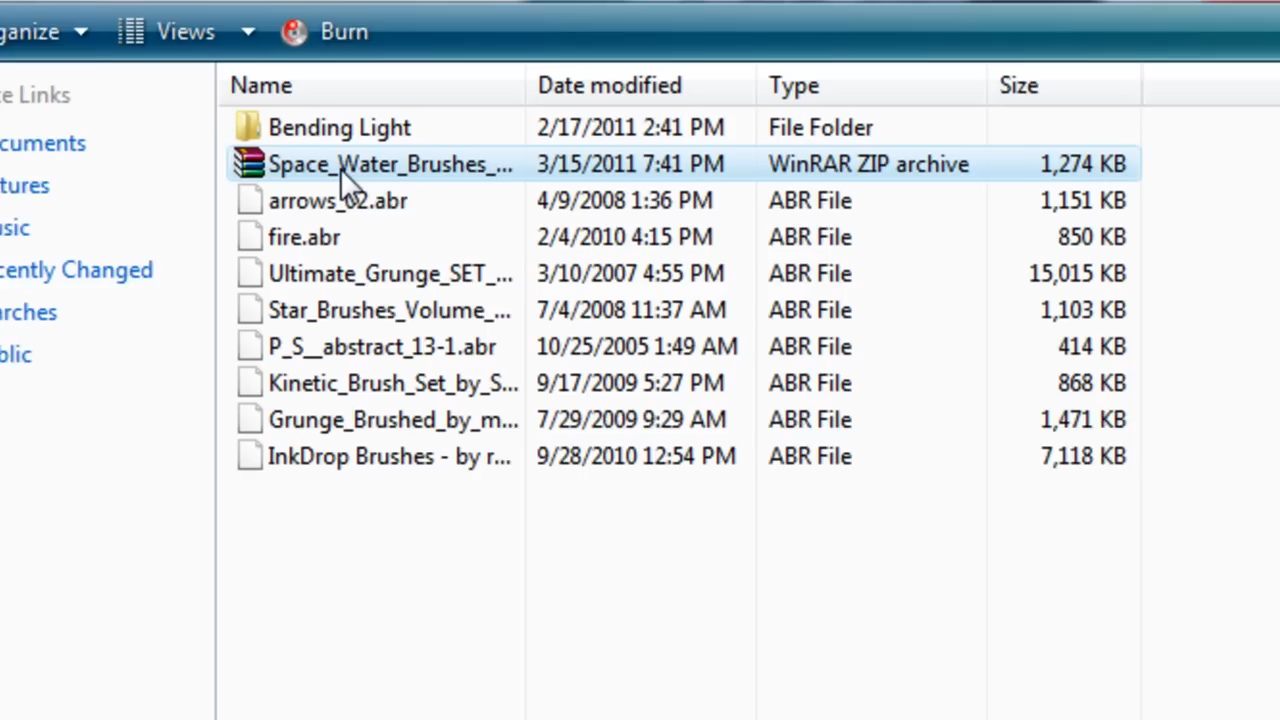 ganize Views Burn
e Links
cuments
tures
sic
cently Changed
arches
blic
Name Date modified Type Size
Bending Light 2/17/2011 2:41 PM File Folder
Space_Water_Brushes_... 3/15/2011 7:41 PM WinRAR ZIP archive 1,274 KB
arrows_02.abr 4/9/2008 1:36 PM ABR File 1,151 KB
fire.abr 2/4/2010 4:15 PM ABR File 850 KB
Ultimate_Grunge_SET_... 3/10/2007 4:55 PM ABR File 15,015 KB
Star_Brushes_Volume_... 7/4/2008 11:37 AM ABR File 1,103 KB
P_S__abstract_13-1.abr 10/25/2005 1:49 AM ABR File 414 KB
Kinetic_Brush_Set_by_S... 9/17/2009 5:27 PM ABR File 868 KB
Grunge_Brushed_by_m... 7/29/2009 9:29 AM ABR File 1,471 KB
InkDrop Brushes - by r... 9/28/2010 12:54 PM ABR File 7,118 KB